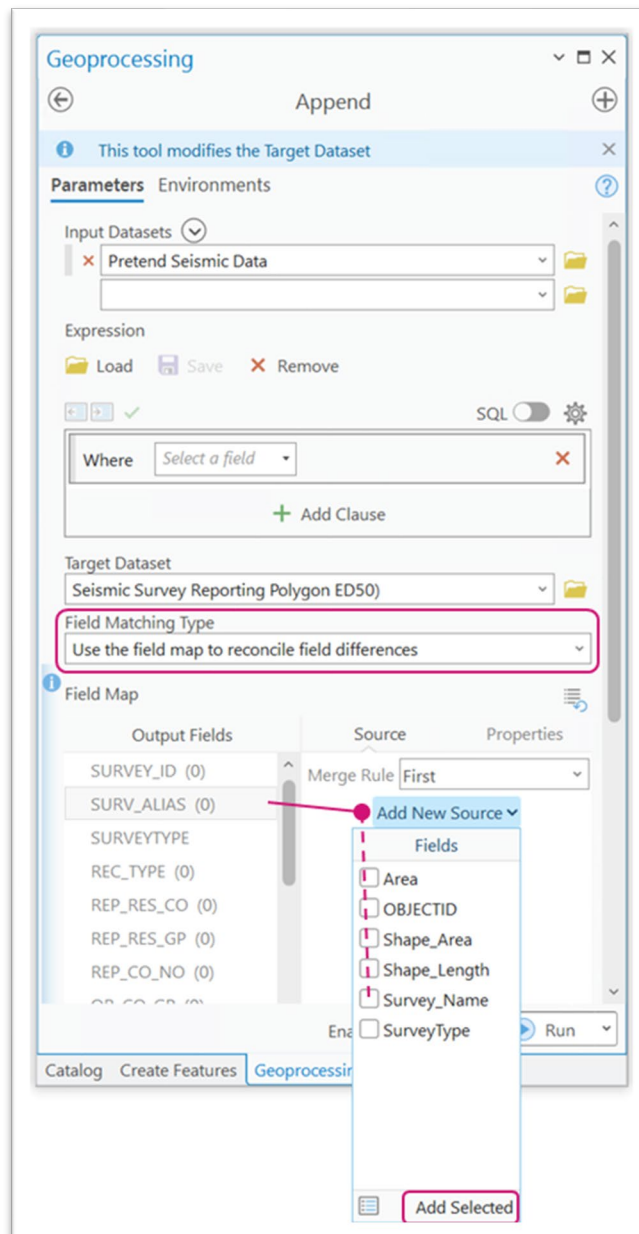 Geoprocessing
Append
This tool modifies the Target Dataset
Parameters Environments
Input Datasets
Pretend Seismic Data
Expression
Load Save Remove
SQL
Where Select a field
Add Clause
Target Dataset
Seismic Survey Reporting Polygon ED50)
Field Matching Type
Use the field map to reconcile field differences
Field Map
Output Fields Source Properties
SURVEY_ID (0) Merge Rule First
SURV_ALIAS (0) Add New Source
SURVEYTYPE Fields
REC_TYPE (0) Area
REP_RES_CO (0) OBJECTID
REP_RES_GP (0) Shape_Area
REP_CO_NO (0) Shape_Length
Survey_Name
Ena SurveyType Run
Catalog Create Features Geoprocessin
Add Selected